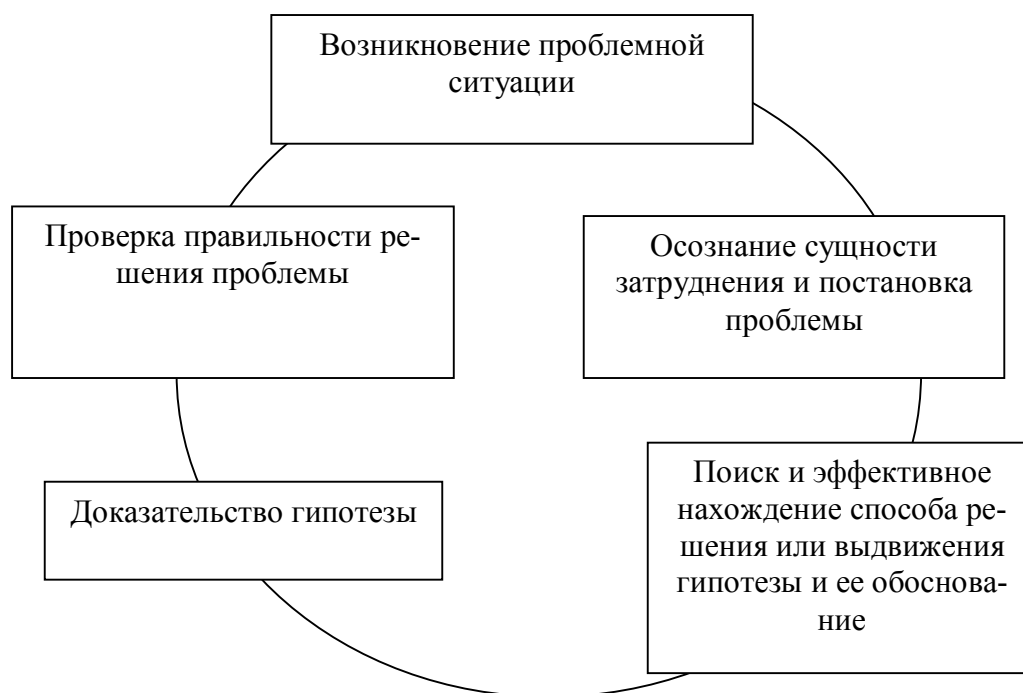 Возникновение проблемной
ситуации
Осознание сущности
затруднения и постановка
проблемы
Поиск и эффективное
нахождение способа ре-
шения или выдвижения
гипотезы и ее обоснова-
ние
Доказательство гипотезы
Проверка правильности ре-
шения проблемы